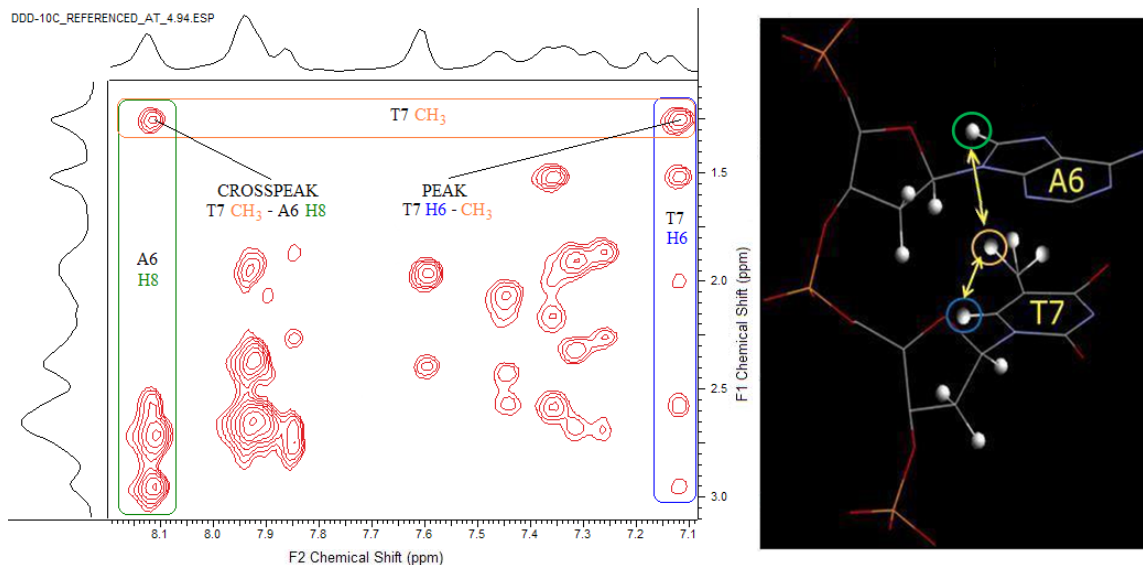 DDD-10C_REFERENCED_AT_4.94.ESP
T7 CH3
CROSSPEAK
T7 CH3 - A6 H8
PEAK
T7 H6 - CH3
A6
H8
T7
H6
1.5
2.0
2.5
3.0
F1 Chemical Shift (ppm)
8.1 8.0 7.9 7.8 7.7 7.6 7.5 7.4 7.3 7.2 7.1
F2 Chemical Shift (ppm)
A6
T7